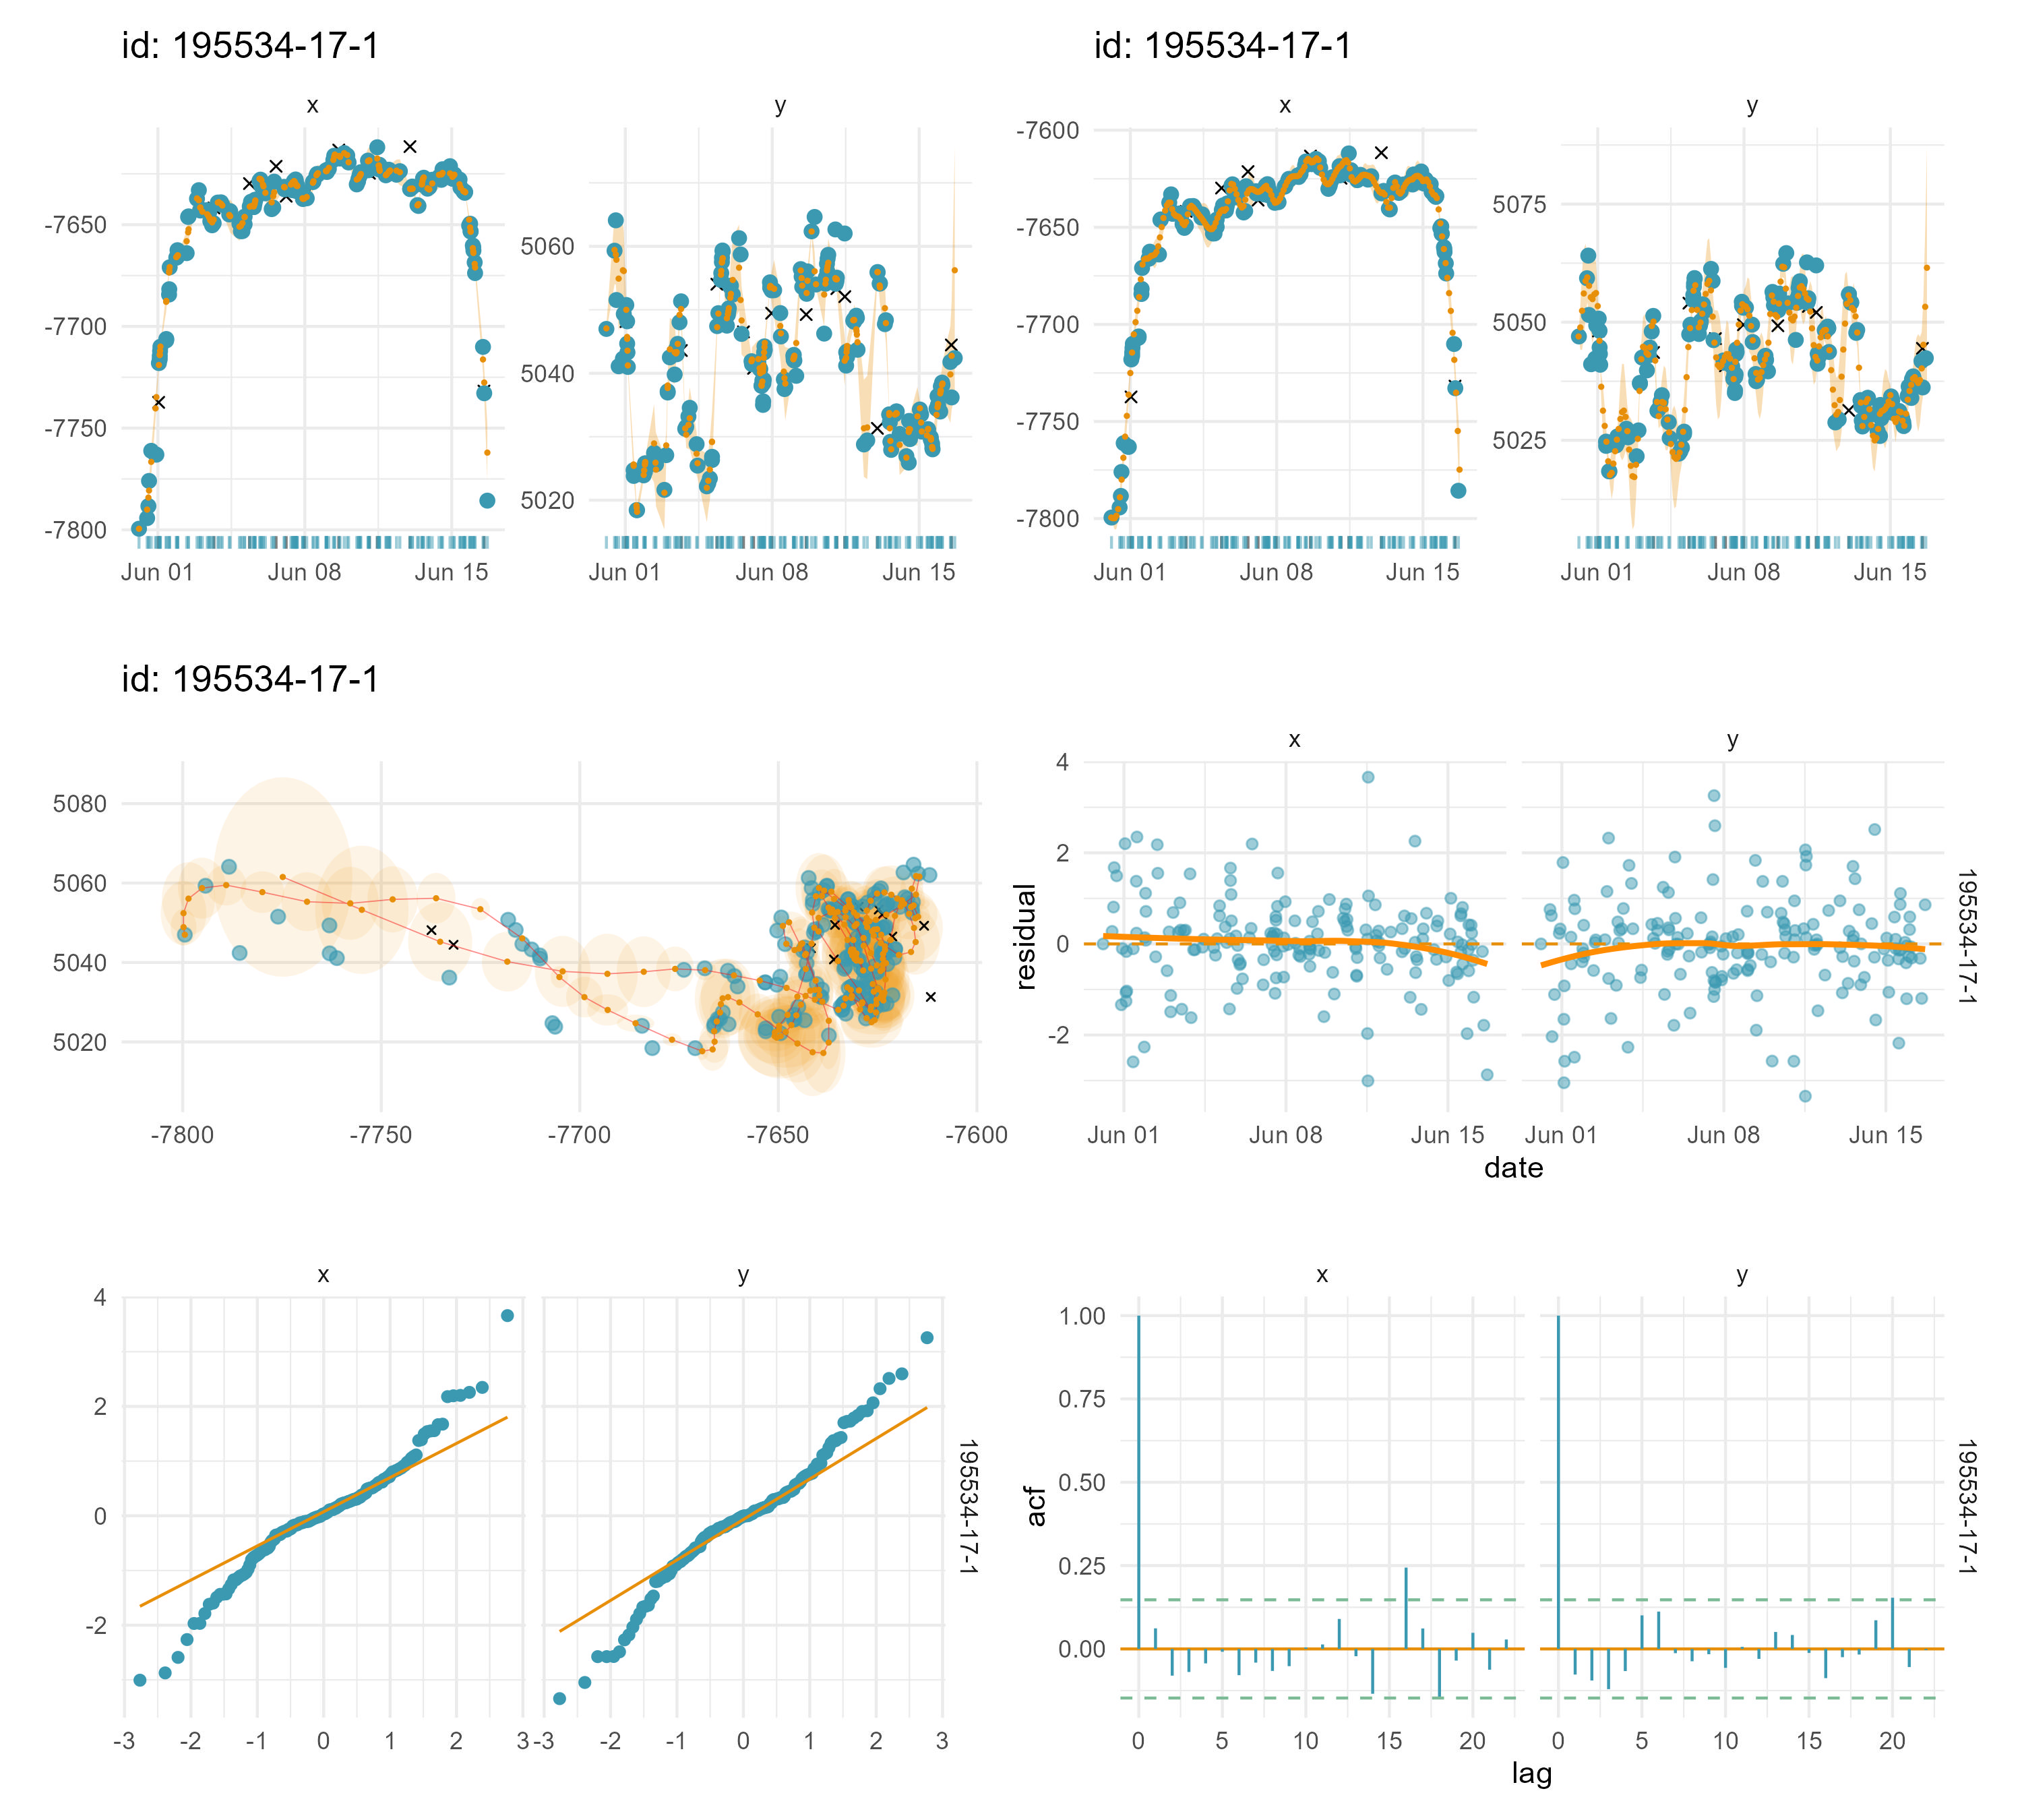 id: 195534-17-1
id: 195534-17-1
x
y
x
y
-7650
-7700
-7750
-7800
5060
5040
5020
-7600
-7650
-7700
-7750
-7800
5075
5050
5025
Jun 01 Jun 08 Jun 15
Jun 01 Jun 08 Jun 15
Jun 01 Jun 08 Jun 15
Jun 01 Jun 08 Jun 15
id: 195534-17-1
5080
5060
5040
5020
-7800 -7750 -7700 -7650 -7600
x
y
residual
4
2
0
-2
195534-17-1
Jun 01 Jun 08 Jun 15
Jun 01 Jun 08 Jun 15
date
x
y
4
2
0
-2
195534-17-1
-3 -2 -1 0 1 2 3
-3 -2 -1 0 1 2 3
x
y
acf
1.00
0.75
0.50
0.25
0.00
195534-17-1
0 5 10 15 20
0 5 10 15 20
lag